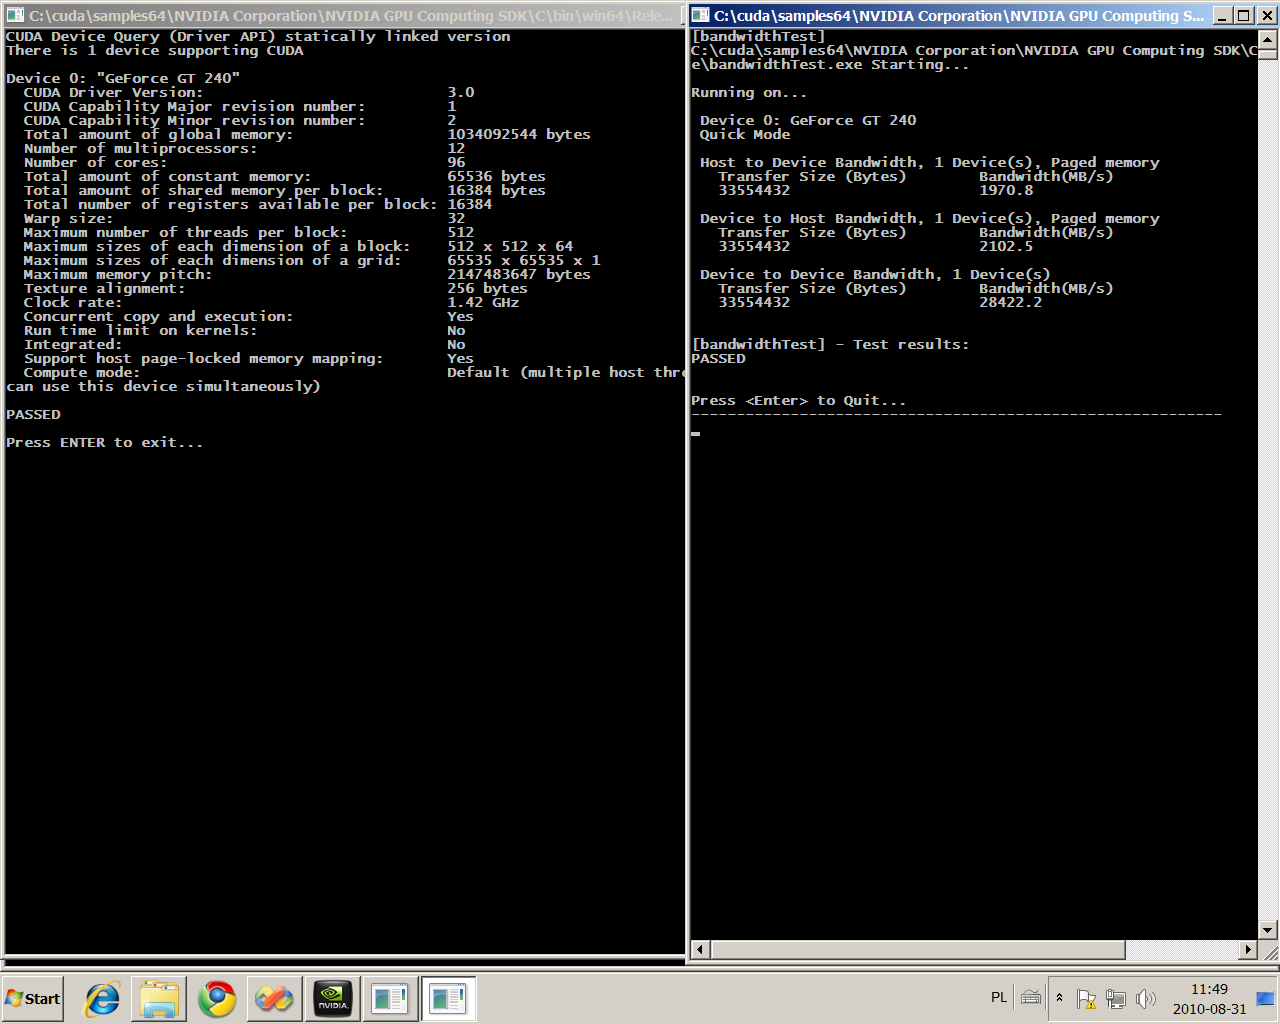 C:\cuda\samples64\NVIDIA Corporation\NVIDIA GPU Computing SDK\C\bin\win64\Rele...
CUDA Device Query (Driver API) statically linked version
There is 1 device supporting CUDA
Device 0: "GeForce GT 240"
CUDA Driver Version: 3.0
CUDA Capability Major revision number: 1
CUDA Capability Minor revision number: 2
Total amount of global memory: 1034092544 bytes
Number of multiprocessors: 12
Number of cores: 96
Total amount of constant memory: 65536 bytes
Total amount of shared memory per block: 16384 bytes
Total number of registers available per block: 16384
Warp size: 32
Maximum number of threads per block: 512
Maximum sizes of each dimension of a block: 512 x 512 x 64
Maximum sizes of each dimension of a grid: 65535 x 65535 x 1
Maximum memory pitch: 2147483647 bytes
Texture alignment: 256 bytes
Clock rate: 1.42 GHz
Concurrent copy and execution: Yes
Run time limit on kernels: No
Integrated: No
Support host page-locked memory mapping: Yes
Compute mode: Default (multiple host thre
can use this device simultaneously)
PASSED
Press ENTER to exit...
C:\cuda\samples64\NVIDIA Corporation\NVIDIA GPU Computing S...
[bandwidthTest]
C:\cuda\samples64\NVIDIA Corporation\NVIDIA GPU Computing SDK\C
e\bandwidthTest.exe Starting...
Running on...
Device 0: GeForce GT 240
Quick Mode
Host to Device Bandwidth, 1 Device(s), Paged memory
Transfer Size (Bytes) Bandwidth(MB/s)
33554432 1970.8
Device to Host Bandwidth, 1 Device(s), Paged memory
Transfer Size (Bytes) Bandwidth(MB/s)
33554432 2102.5
Device to Device Bandwidth, 1 Device(s)
Transfer Size (Bytes) Bandwidth(MB/s)
33554432 28422.2
[bandwidthTest] - Test results:
PASSED
Press <Enter> to Quit...
-----------------------------------------------------------
Start
NVIDIA
PL
11:49
2010-08-31